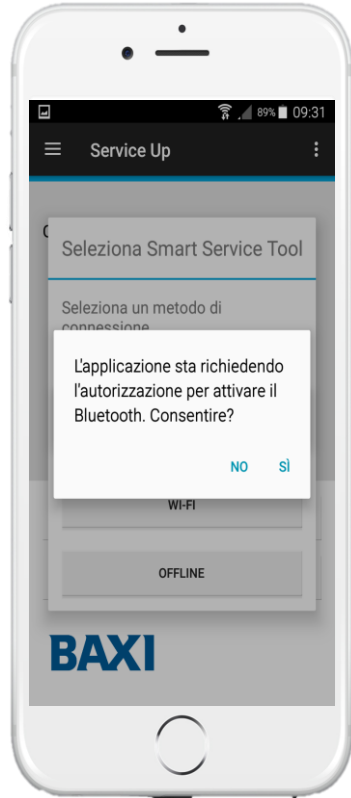 89% 09:31
Service Up
Seleziona Smart Service Tool
Seleziona un metodo di
connessione
L'applicazione sta richiedendo
l'autorizzazione per attivare il
Bluetooth. Consentire?
NO SÌ
WI-FI
OFFLINE
BAXI